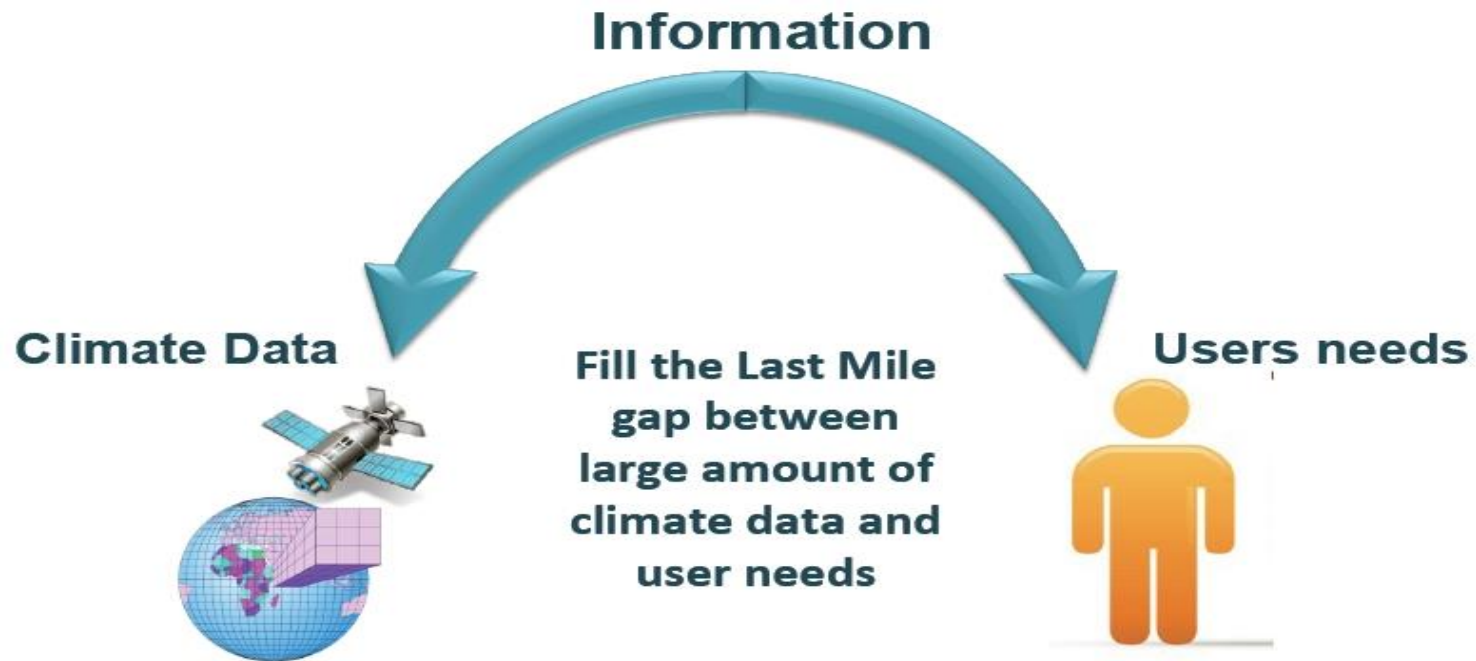 Information
Climate Data
Users needs
Fill the Last Mile
gap between
large amount of
climate data and
user needs